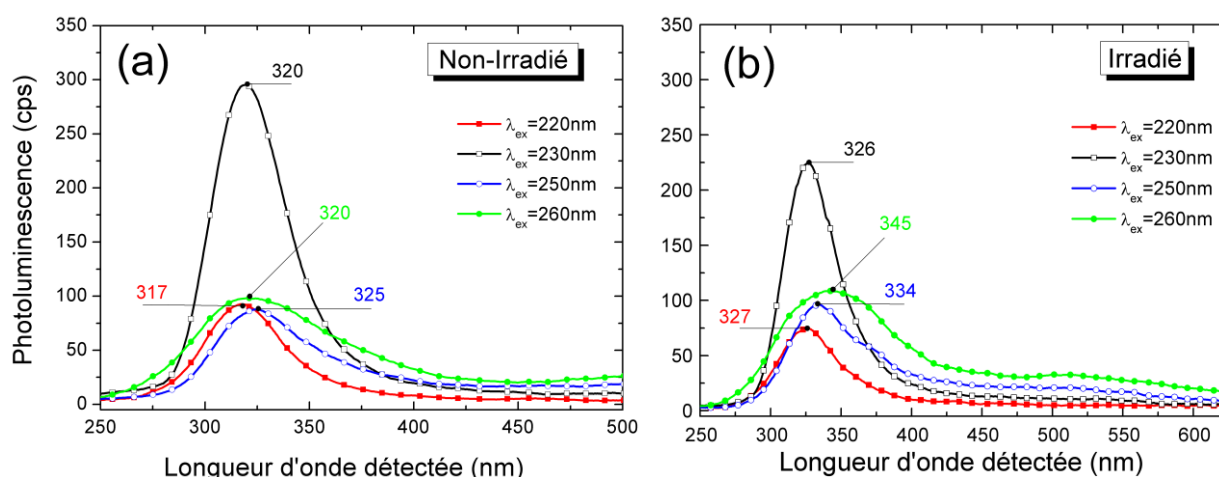 Photoluminescence (cps)
350
300
250
200
150
100
50
0
(a)
Non-Irradié
320
λex=220nm
λex=230nm
λex=250nm
λex=260nm
320
317
325
250 300 350 400 450 500
Longueur d'onde détectée (nm)
350
300
250
200
150
100
50
0
(b)
Irradié
326
λex=220nm
λex=230nm
λex=250nm
λex=260nm
345
334
327
250 300 350 400 450 500 550 600
Longueur d'onde détectée (nm)